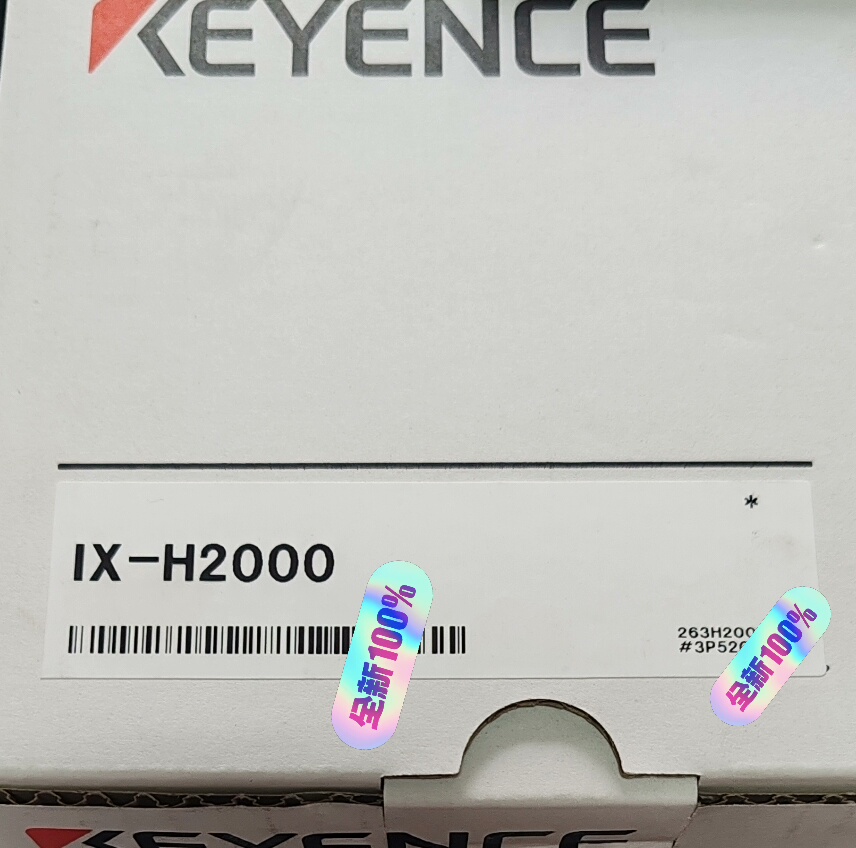 KEYENCE
*
IX-H2000
263H200
#3P52
全新100%
全新100%
KEYENCE